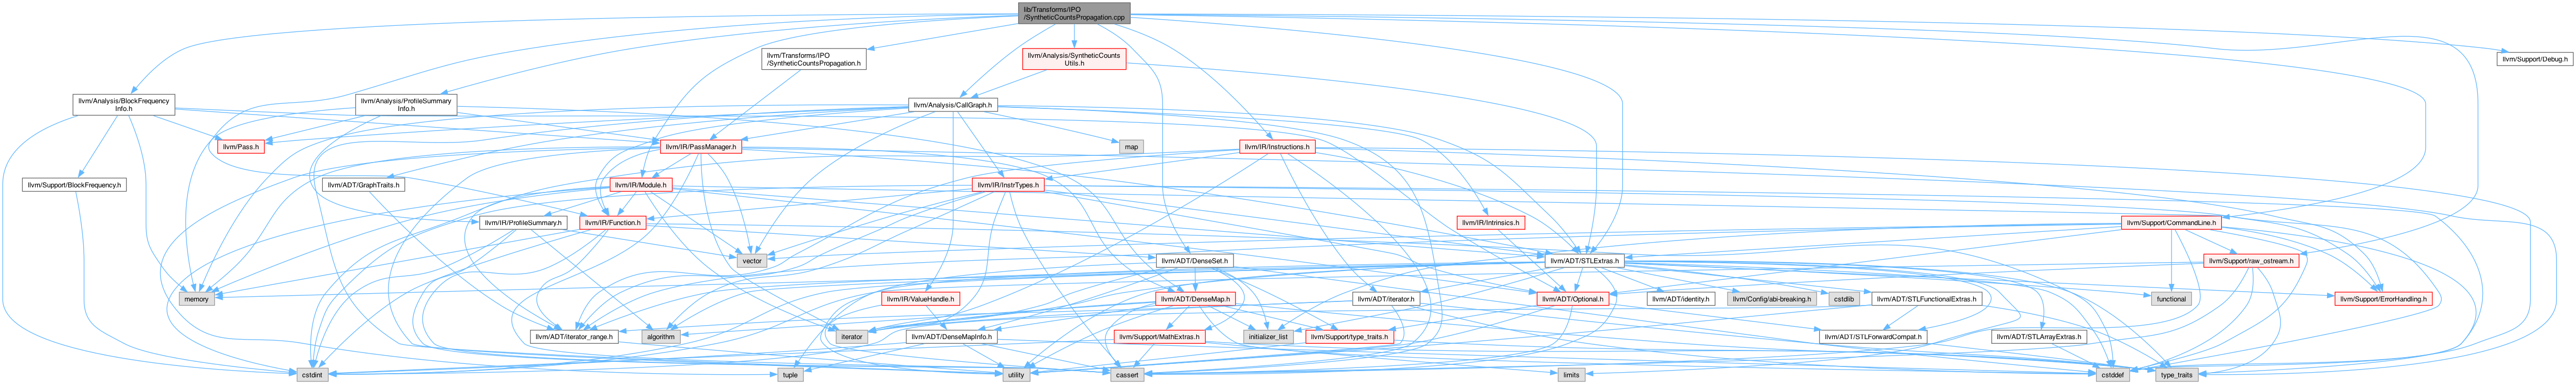 lib/Transforms/IPO
/SyntheticCountsPropagation.cpp
llvm/Transforms/IPO
/SyntheticCountsPropagation.h
llvm/Analysis/SyntheticCounts
Utils.h
llvm/Support/Debug.h
llvm/Analysis/BlockFrequency
Info.h
llvm/Analysis/ProfileSummary
Info.h
llvm/Analysis/CallGraph.h
llvm/Pass.h
llvm/IR/PassManager.h
map
llvm/IR/Instructions.h
llvm/Support/BlockFrequency.h
llvm/ADT/GraphTraits.h
llvm/IR/Module.h
llvm/IR/InstrTypes.h
llvm/IR/ProfileSummary.h
llvm/IR/Function.h
llvm/IR/Intrinsics.h
llvm/Support/CommandLine.h
vector
llvm/ADT/DenseSet.h
llvm/ADT/STLExtras.h
llvm/Support/raw_ostream.h
memory
llvm/IR/ValueHandle.h
llvm/ADT/DenseMap.h
llvm/ADT/iterator.h
llvm/ADT/Optional.h
llvm/ADT/identity.h
llvm/Config/abi-breaking.h
cstdlib
llvm/ADT/STLFunctionalExtras.h
functional
llvm/Support/ErrorHandling.h
llvm/ADT/iterator_range.h
algorithm
iterator
llvm/ADT/DenseMapInfo.h
llvm/Support/MathExtras.h
initializer_list
llvm/Support/type_traits.h
llvm/ADT/STLForwardCompat.h
llvm/ADT/STLArrayExtras.h
cstdint
tuple
utility
cassert
limits
cstddef
type_traits